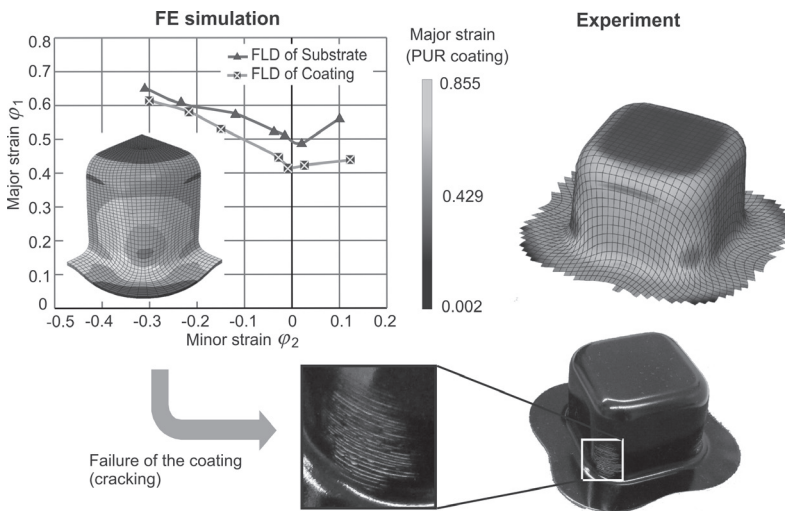 FE simulation
Experiment
0.8
0.7
0.6
0.5
0.4
0.3
0.2
0.1
0
Major strain φ₁
FLD of Substrate
FLD of Coating
-0.5
-0.4
-0.3
-0.2
-0.1
0
0.1
0.2
Minor strain φ₂
Major strain
(PUR coating)
0.855
0.429
0.002
Failure of the coating
(cracking)